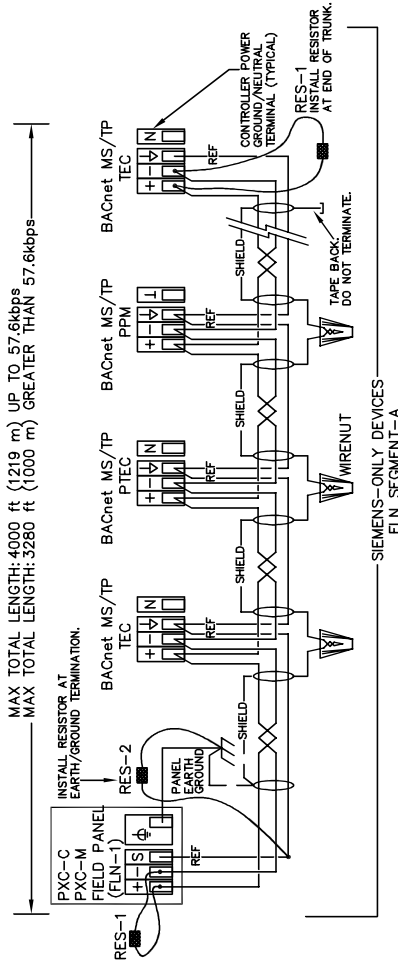 MAX TOTAL LENGTH: 4000 ft (1219 m) UP TO 57.6kbps
MAX TOTAL LENGTH: 3280 ft (1000 m) GREATER THAN 57.6kbps
PXC-C
PXC-M
FIELD PANEL
(FLN-1)
+ - S
REF
RES-1
INSTALL RESISTOR AT
EARTH/GROUND TERMINATION.
RES-2
PANEL
EARTH
GROUND
SHIELD
BACnet MS/TP
TEC
+ -
N
REF
SHIELD
BACnet MS/TP
PTEC
+ -
N
REF
SHIELD
BACnet MS/TP
PPM
+ -
REF
SHIELD
BACnet MS/TP
TEC
+ -
N
REF
CONTROLLER POWER
GROUND/NEUTRAL
TERMINAL (TYPICAL)
RES-1
INSTALL RESISTOR
AT END OF TRUNK.
TAPE BACK.
DO NOT TERMINATE.
WIRENUT
SIEMENS-ONLY DEVICES
FLN SEGMENT-A